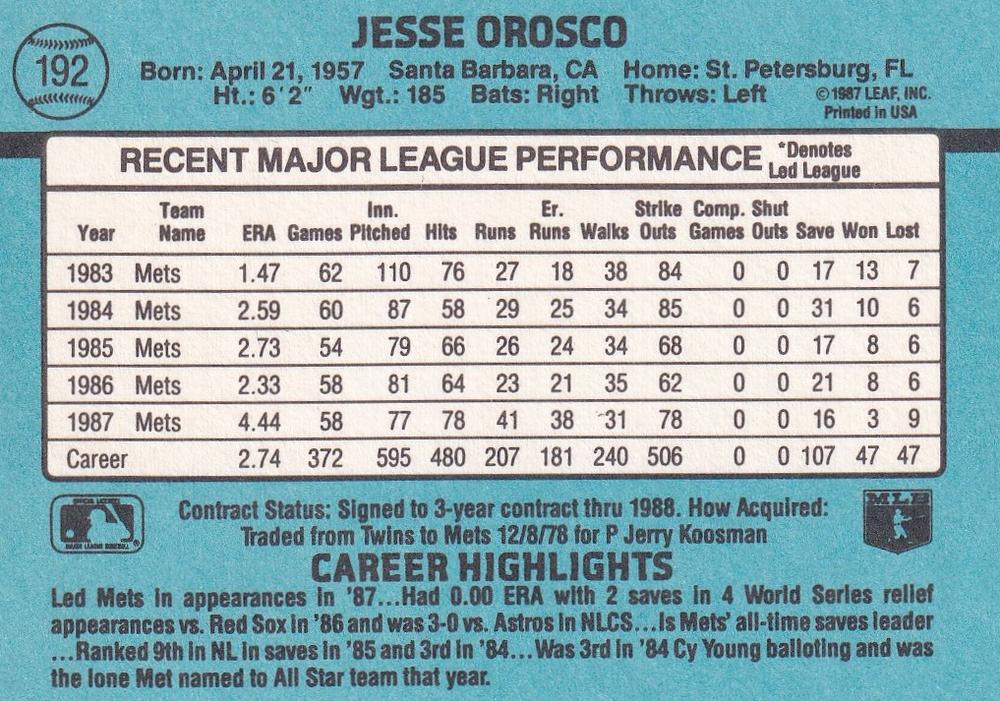 192
JESSE OROSCO
Born: April 21, 1957 Santa Barbara, CA Home: St. Petersburg, FL
Ht.: 6' 2" Wgt.: 185 Bats: Right Throws: Left
©1987 LEAF, INC.
Printed in USA
RECENT MAJOR LEAGUE PERFORMANCE *Denotes
Led League
Year Team Name ERA Games Inn. Pitched Hits Runs Er. Runs Walks Strike Outs Comp. Games Shut Outs Save Won Lost
1983 Mets 1.47 62 110 76 27 18 38 84 0 0 17 13 7
1984 Mets 2.59 60 87 58 29 25 34 85 0 0 31 10 6
1985 Mets 2.73 54 79 66 26 24 34 68 0 0 17 8 6
1986 Mets 2.33 58 81 64 23 21 35 62 0 0 21 8 6
1987 Mets 4.44 58 77 78 41 38 31 78 0 0 16 3 9
Career 2.74 372 595 480 207 181 240 506 0 0 107 47 47
OFFICIAL LICENSEE
MAJOR LEAGUE BASEBALL ®
MLB
Contract Status: Signed to 3-year contract thru 1988. How Acquired:
Traded from Twins to Mets 12/8/78 for P Jerry Koosman
CAREER HIGHLIGHTS
Led Mets in appearances in '87...Had 0.00 ERA with 2 saves in 4 World Series relief
appearances vs. Red Sox in '86 and was 3-0 vs. Astros in NLCS...Is Mets' all-time saves leader
...Ranked 9th in NL in saves in '85 and 3rd in '84...Was 3rd in '84 Cy Young balloting and was
the lone Met named to All Star team that year.